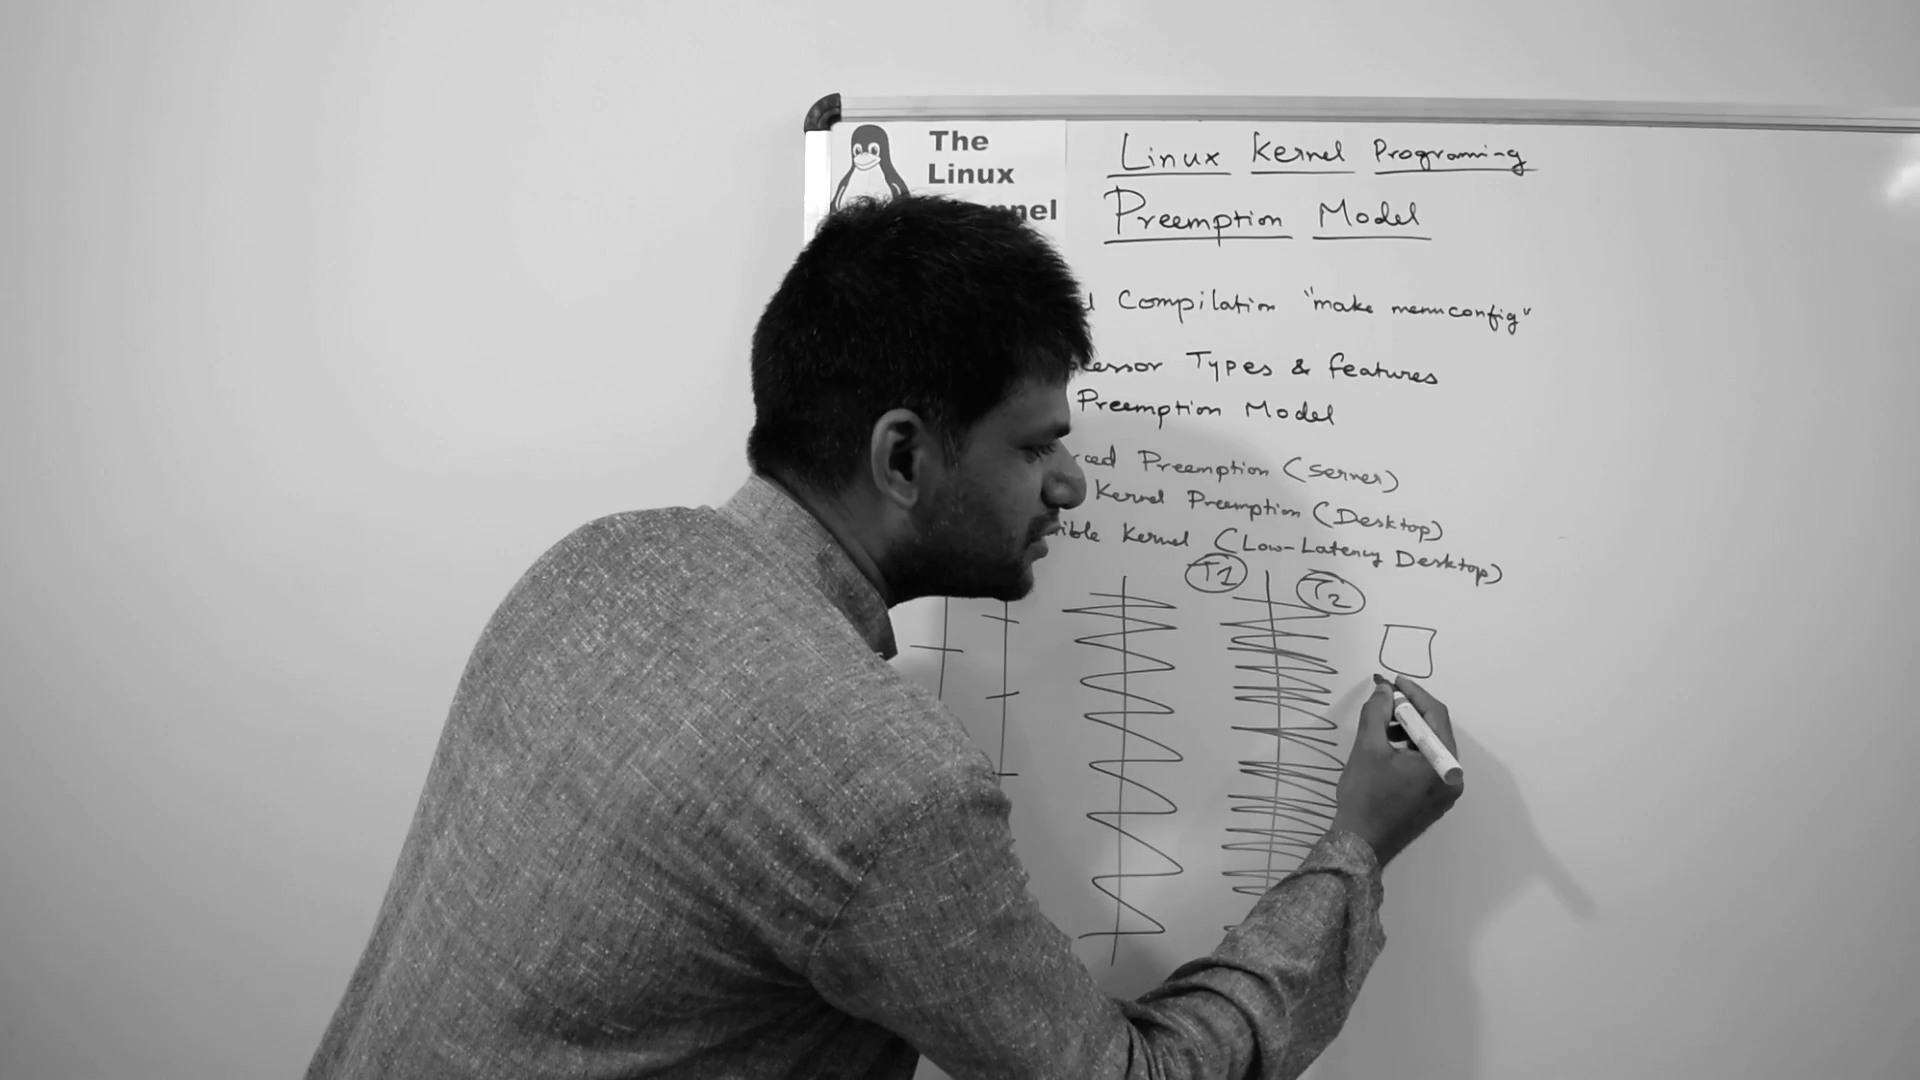 The
Linux
Linux Kernel Programing
Preemption Model
Compilation "make menuconfig"
Types & features
Preemption Model
Preemption (Server)
Kernel Preemption (Desktop)
Kernel (Low-Latency Desktop)
T1
T2